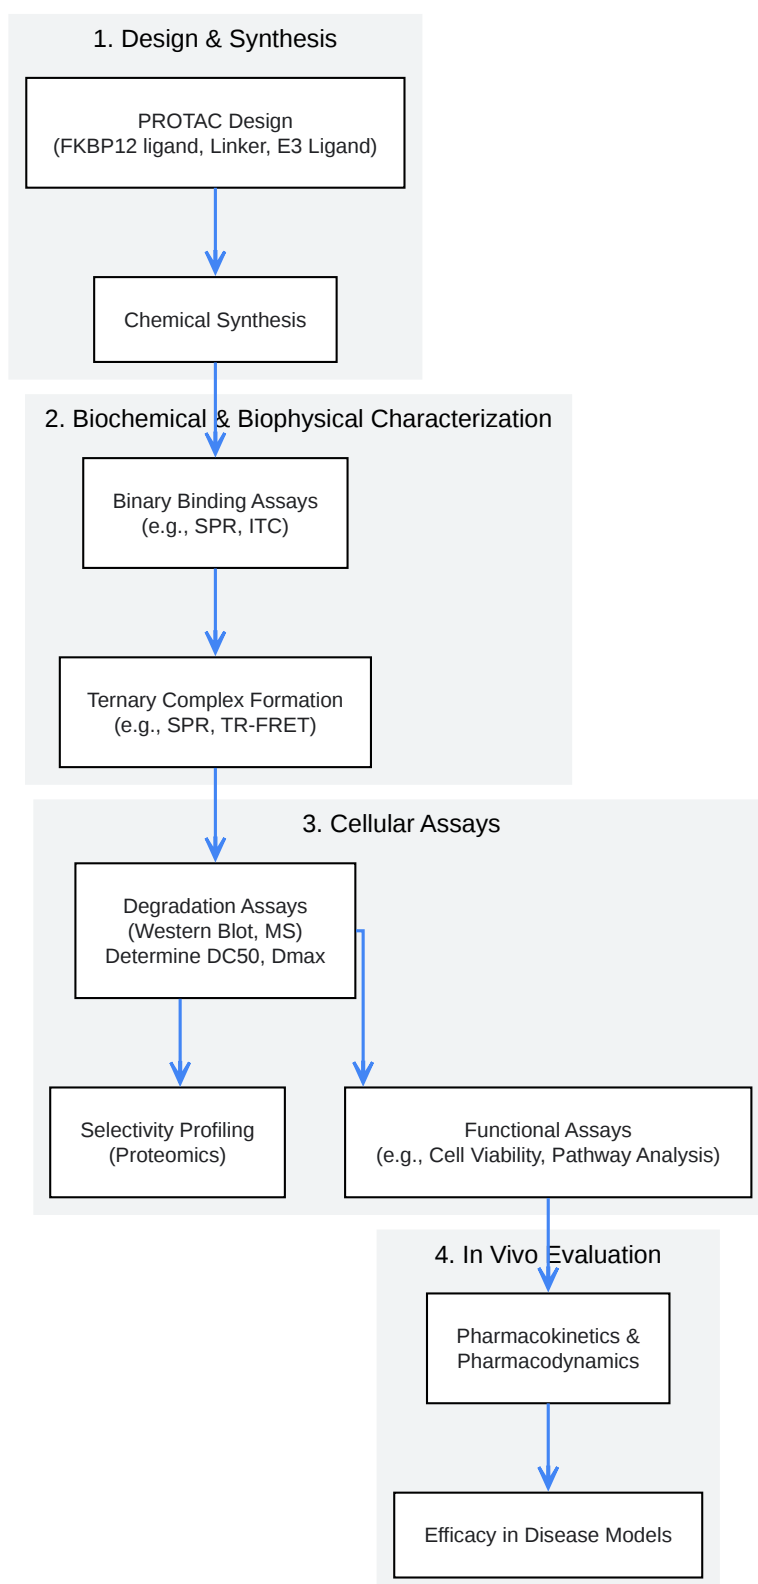 1. Design & Synthesis
PROTAC Design
(FKBP12 ligand, Linker, E3 Ligand)
Chemical Synthesis
2. Biochemical & Biophysical Characterization
Binary Binding Assays
(e.g., SPR, ITC)
Ternary Complex Formation
(e.g., SPR, TR-FRET)
3. Cellular Assays
Degradation Assays
(Western Blot, MS)
Determine DC50, Dmax
Selectivity Profiling
(Proteomics)
Functional Assays
(e.g., Cell Viability, Pathway Analysis)
4. In Vivo Evaluation
Pharmacokinetics &
Pharmacodynamics
Efficacy in Disease Models